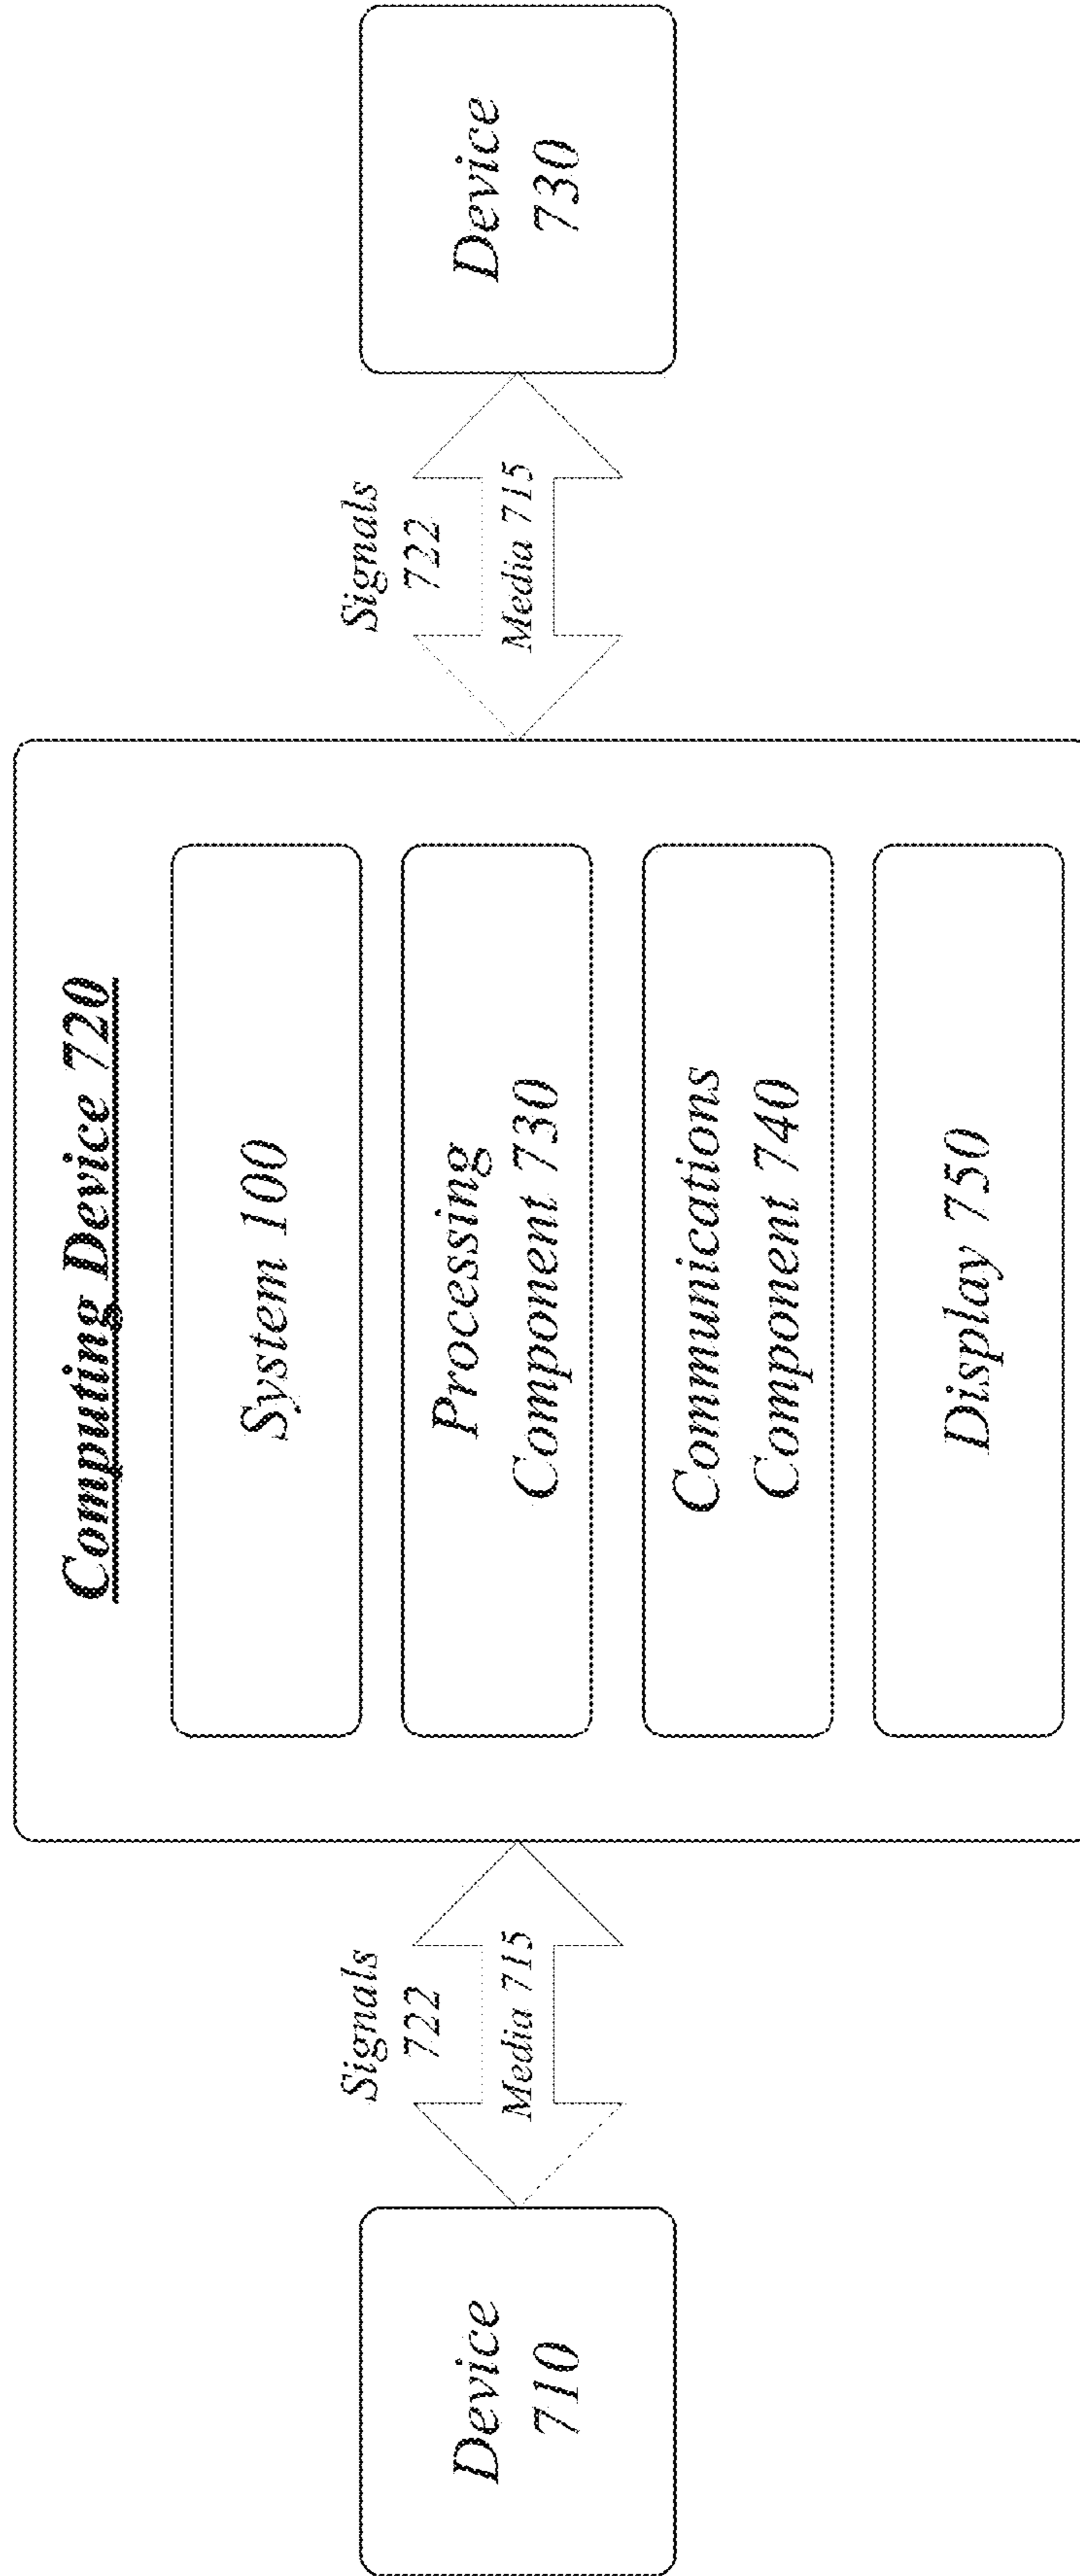 Computing Device 720
System 100
Processing
Component 730
Communications
Component 740
Display 750
Device
710
Signals
722
Media 715
Signals
722
Media 715
Device
730